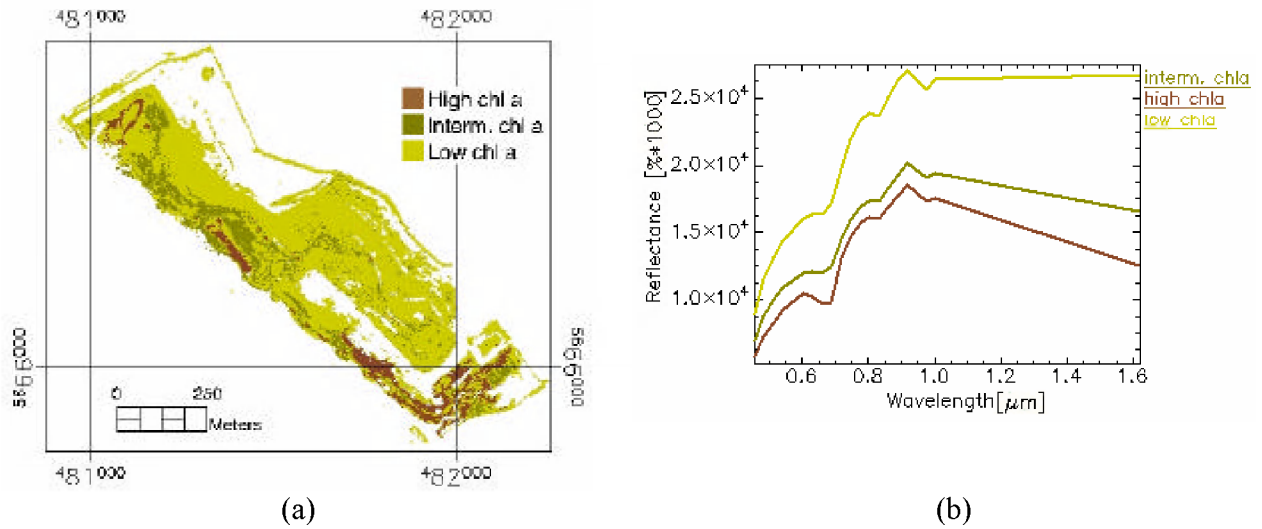 481000 482000
High chl a
Interm. chl a
Low chl a
5666000 5566000
0 250
Meters
481000 482000
(a)
interm. chla
high chla
low chla
2.5×10⁴
2.0×10⁴
1.5×10⁴
1.0×10⁴
Reflectance [%*1000]
0.6 0.8 1.0 1.2 1.4 1.6
Wavelength[μm]
(b)